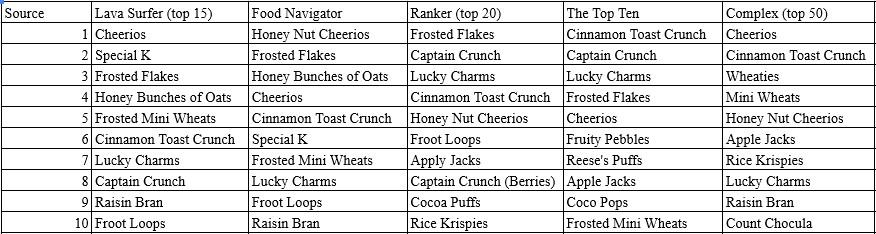 Source Lava Surfer (top 15) Food Navigator Ranker (top 20) The Top Ten Complex (top 50)
1 Cheerios Honey Nut Cheerios Frosted Flakes Cinnamon Toast Crunch Cheerios
2 Special K Frosted Flakes Captain Crunch Captain Crunch Cinnamon Toast Crunch
3 Frosted Flakes Honey Bunches of Oats Lucky Charms Lucky Charms Wheaties
4 Honey Bunches of Oats Cheerios Cinnamon Toast Crunch Frosted Flakes Mini Wheats
5 Frosted Mini Wheats Cinnamon Toast Crunch Honey Nut Cheerios Cheerios Honey Nut Cheerios
6 Cinnamon Toast Crunch Special K Froot Loops Fruity Pebbles Apple Jacks
7 Lucky Charms Frosted Mini Wheats Apply Jacks Reese's Puffs Rice Krispies
8 Captain Crunch Lucky Charms Captain Crunch (Berries) Apple Jacks Lucky Charms
9 Raisin Bran Froot Loops Cocoa Puffs Coco Pops Raisin Bran
10 Froot Loops Raisin Bran Rice Krispies Frosted Mini Wheats Count Chocula